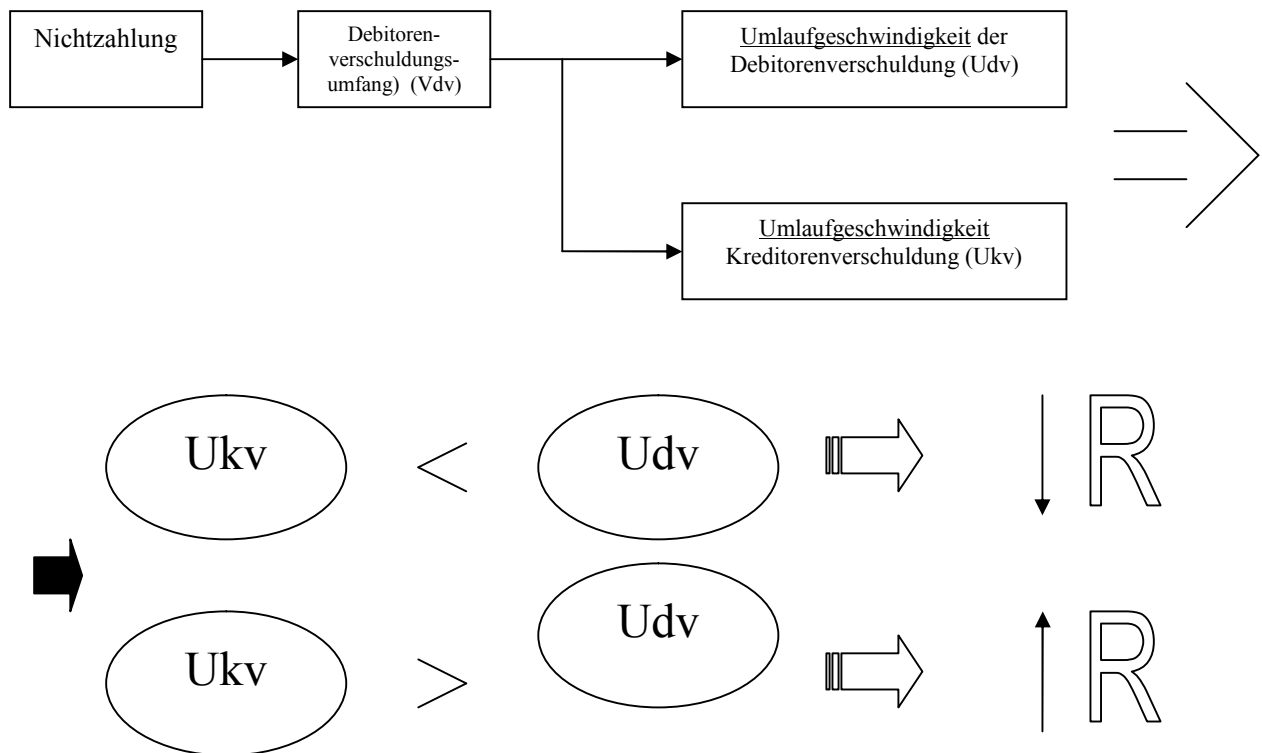 Nichtzahlung
Debitoren-
verschuldungs-
umfang) (Vdv)
Umlaufgeschwindigkeit der
Debitorenverschuldung (Udv)
Umlaufgeschwindigkeit
Kreditorenverschuldung (Ukv)
Ukv < Udv R
Ukv > Udv R